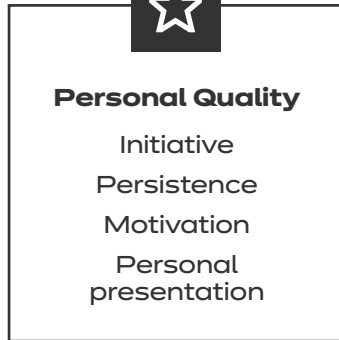 Personal Quality
Initiative
Persistence
Motivation
Personal
presentation